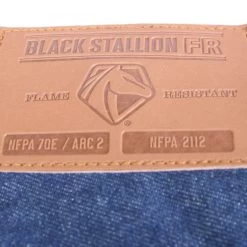 BLACK STALLION FR
FLAME RESISTANT
®
NFPA 70E / ARC 2 NFPA 2112